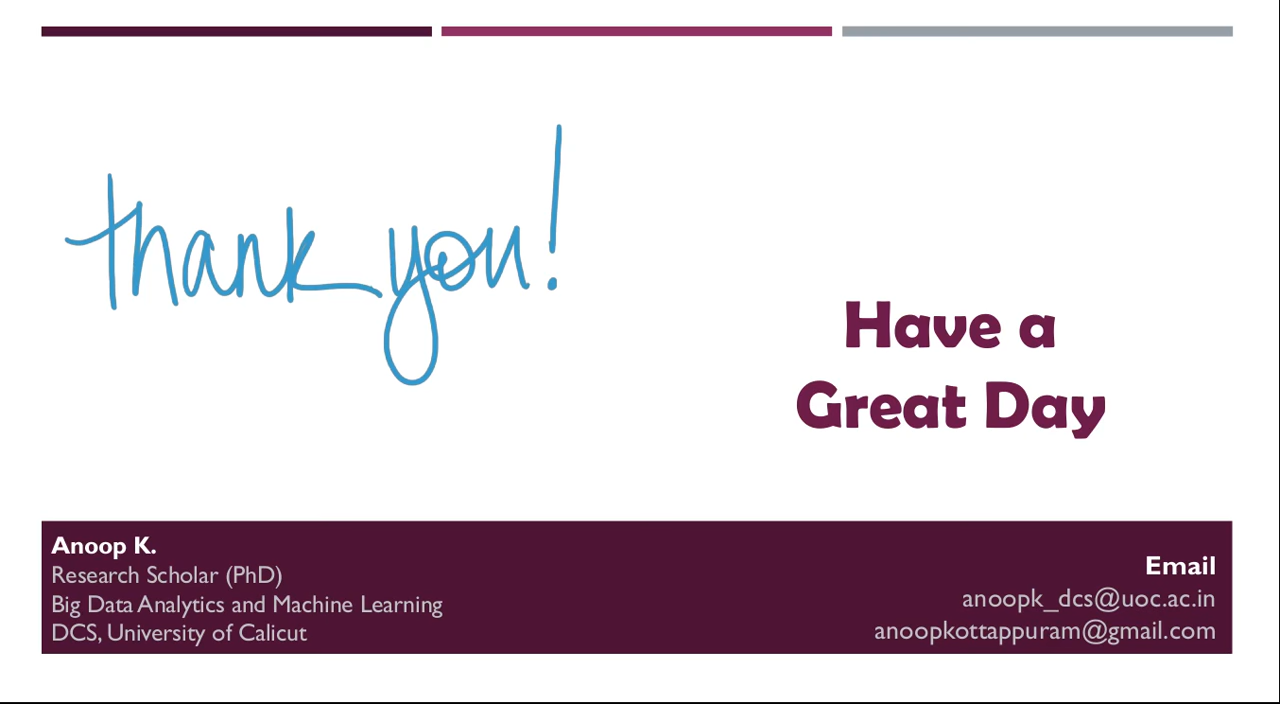 thank you!
Have a
Great Day
Anoop K.
Research Scholar (PhD)
Big Data Analytics and Machine Learning
DCS, University of Calicut
Email
anoopk_dcs@uoc.ac.in
anoopkottappuram@gmail.com